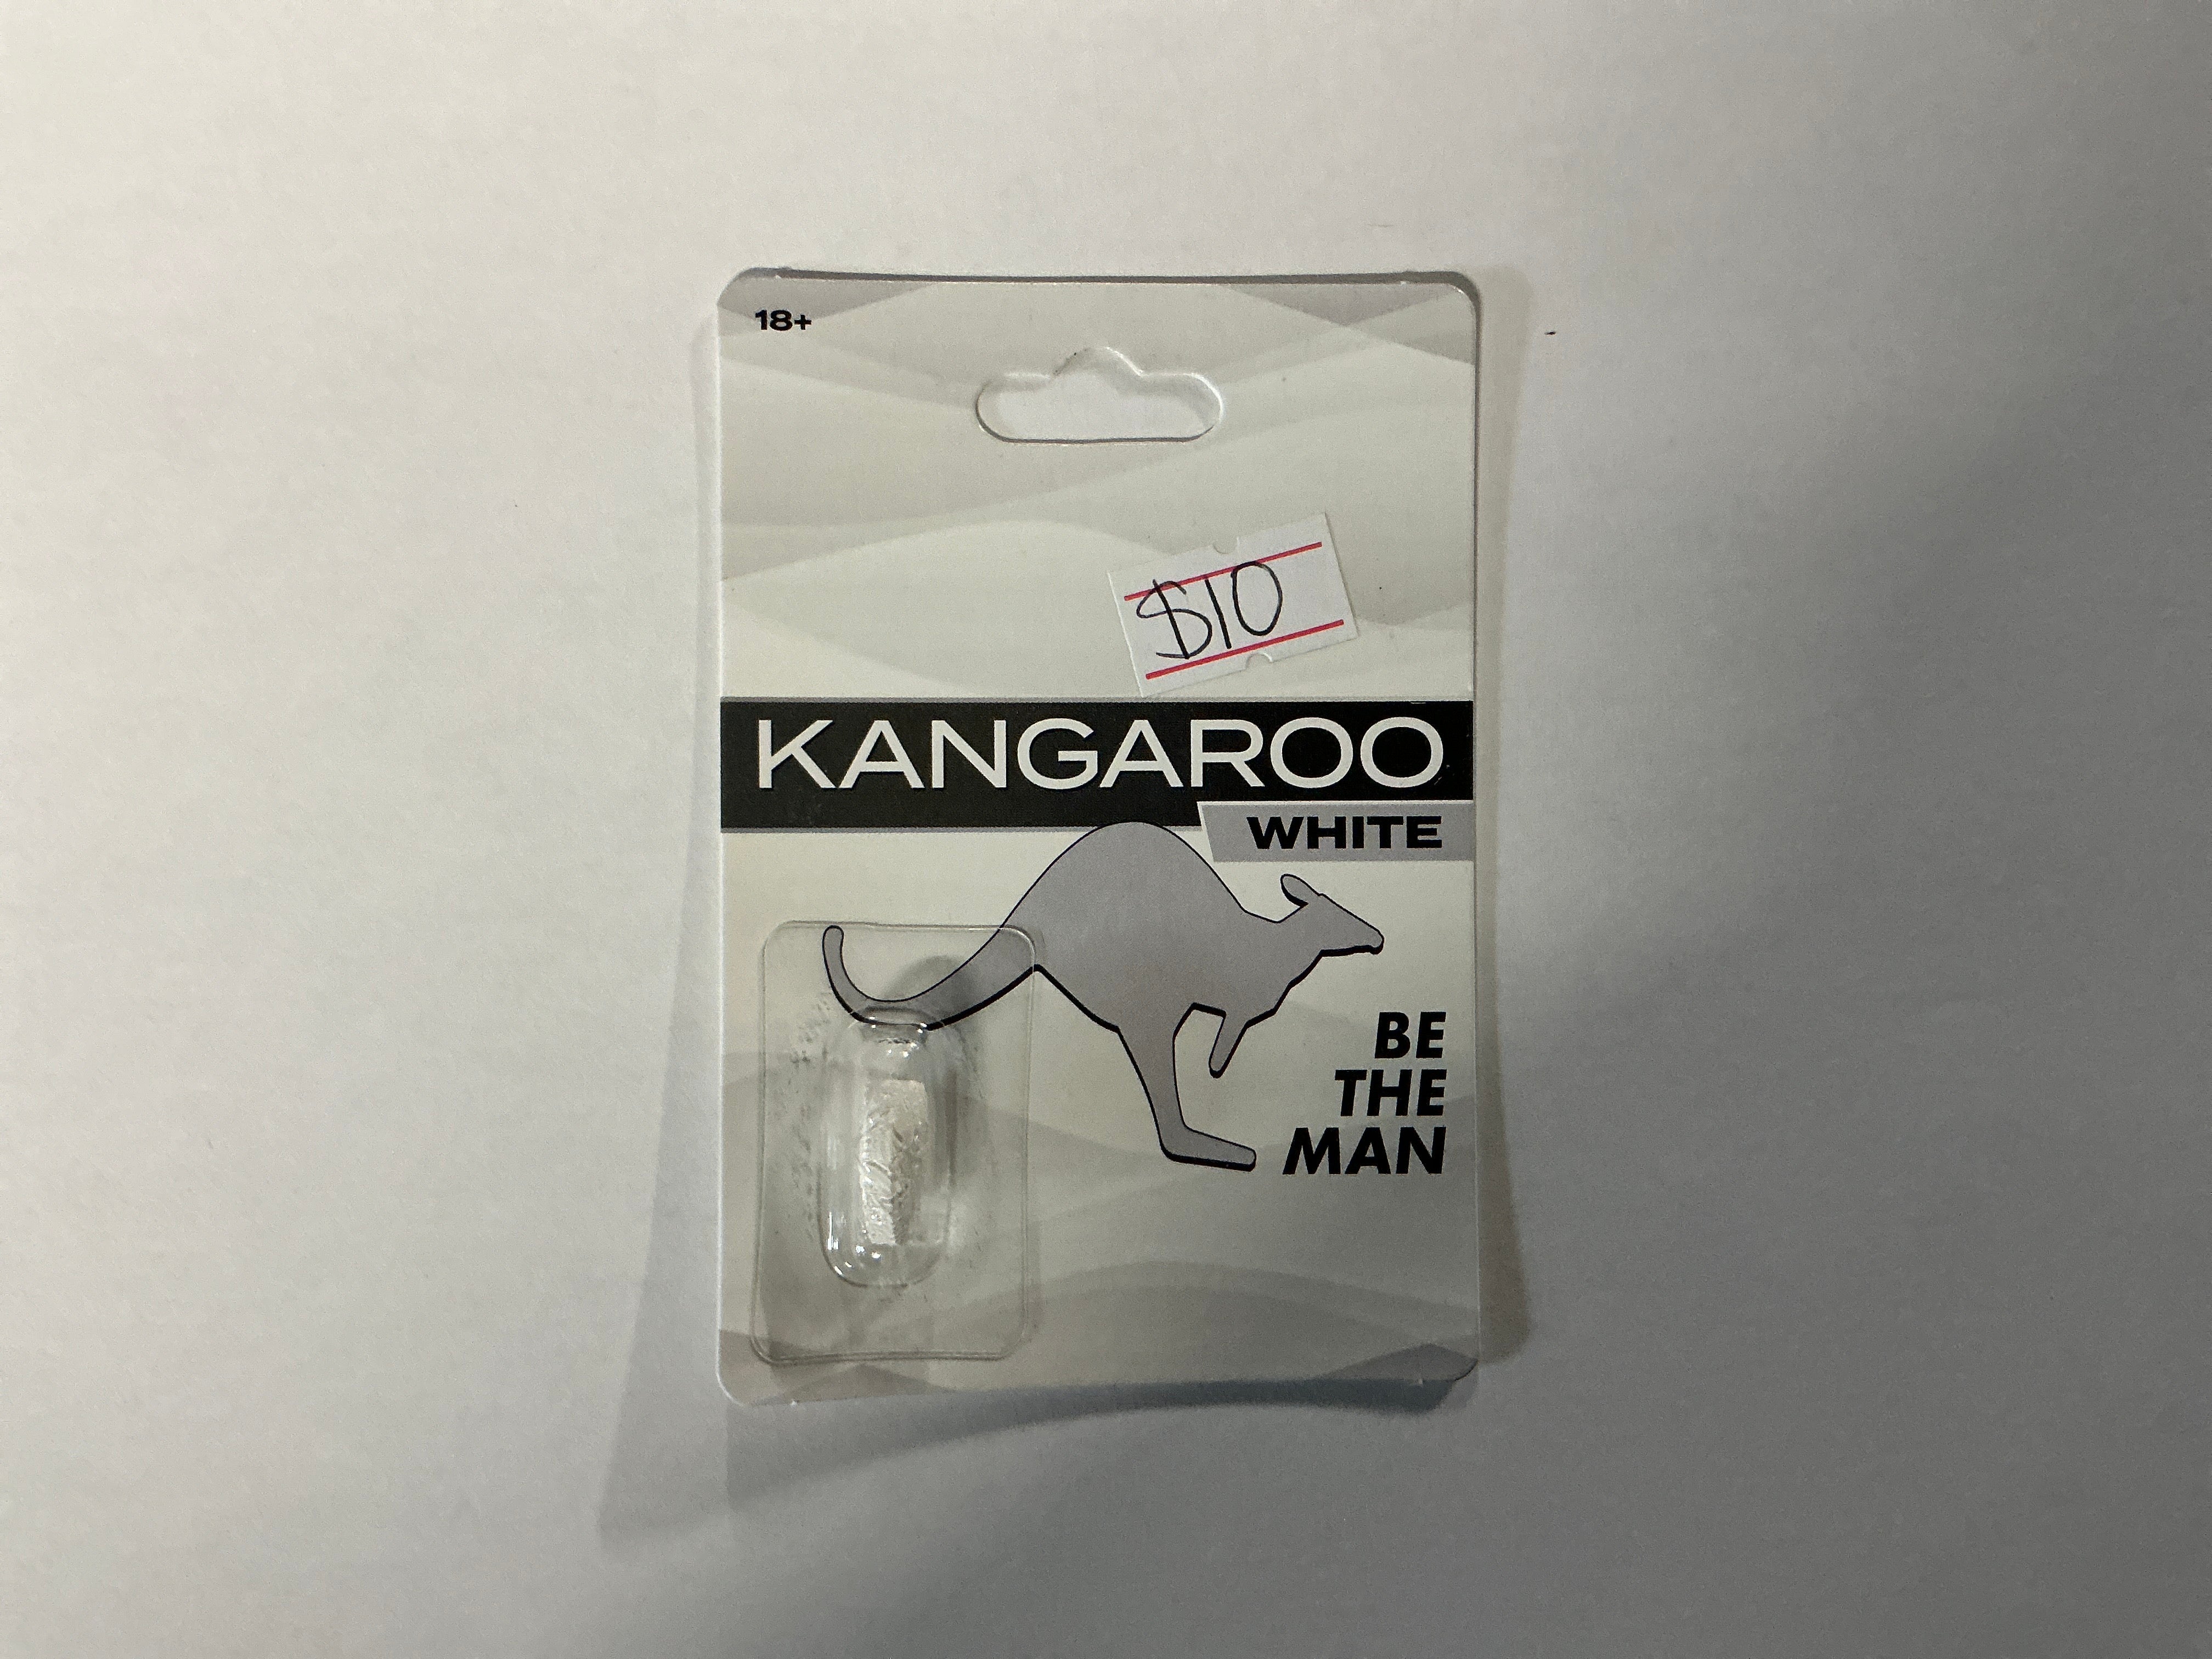 18+
$10
KANGAROO
WHITE
BE
THE
MAN